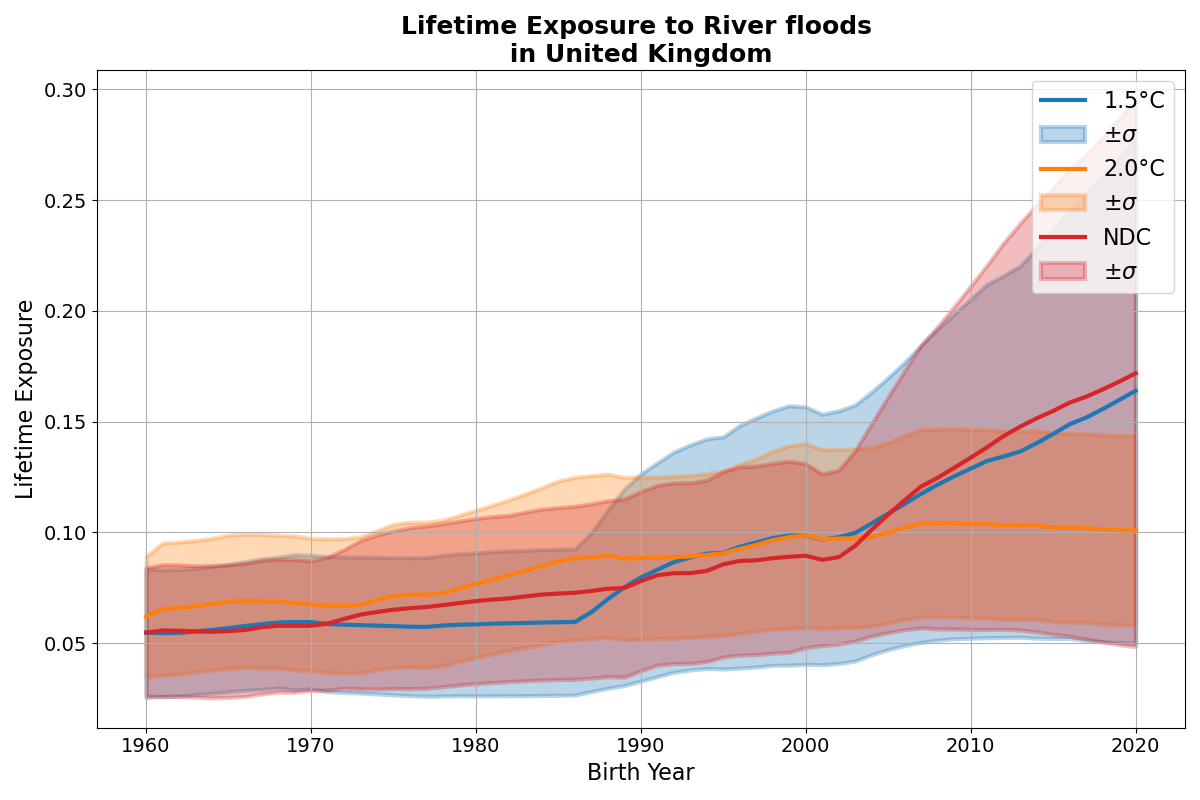 Lifetime Exposure to River floods
in United Kingdom
0.30
0.25
0.20
0.15
0.10
0.05
Lifetime Exposure
1.5°C
±σ
2.0°C
±σ
NDC
±σ
1960 1970 1980 1990 2000 2010 2020
Birth Year